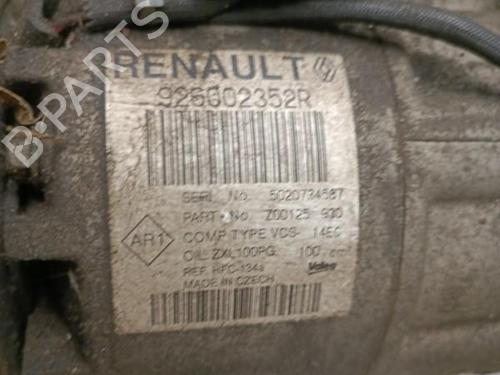 RENAULT
926002352R
SERI. No. 5020734587
PART No. Z00125 930
AR1
COMP TYPE VCS- 14EC
OIL: ZXL100PG 100 cm³
REF. HFC-134a
Valeo
MADE IN CZECH
B-PARTS